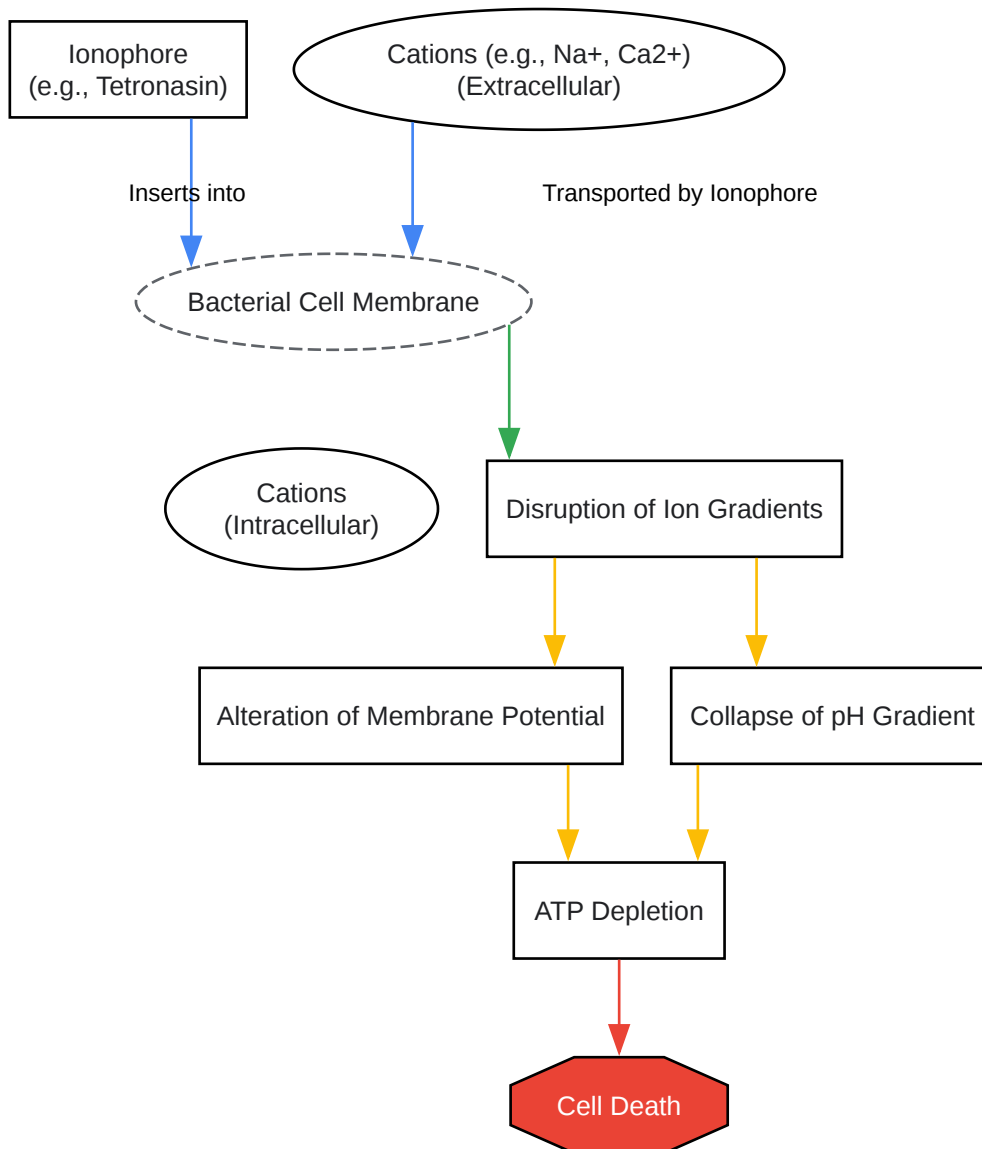 Ionophore
(e.g., Tetronasin)
Cations (e.g., Na+, Ca2+)
(Extracellular)
Inserts into
Transported by Ionophore
Bacterial Cell Membrane
Cations
(Intracellular)
Disruption of Ion Gradients
Alteration of Membrane Potential
Collapse of pH Gradient
ATP Depletion
Cell Death